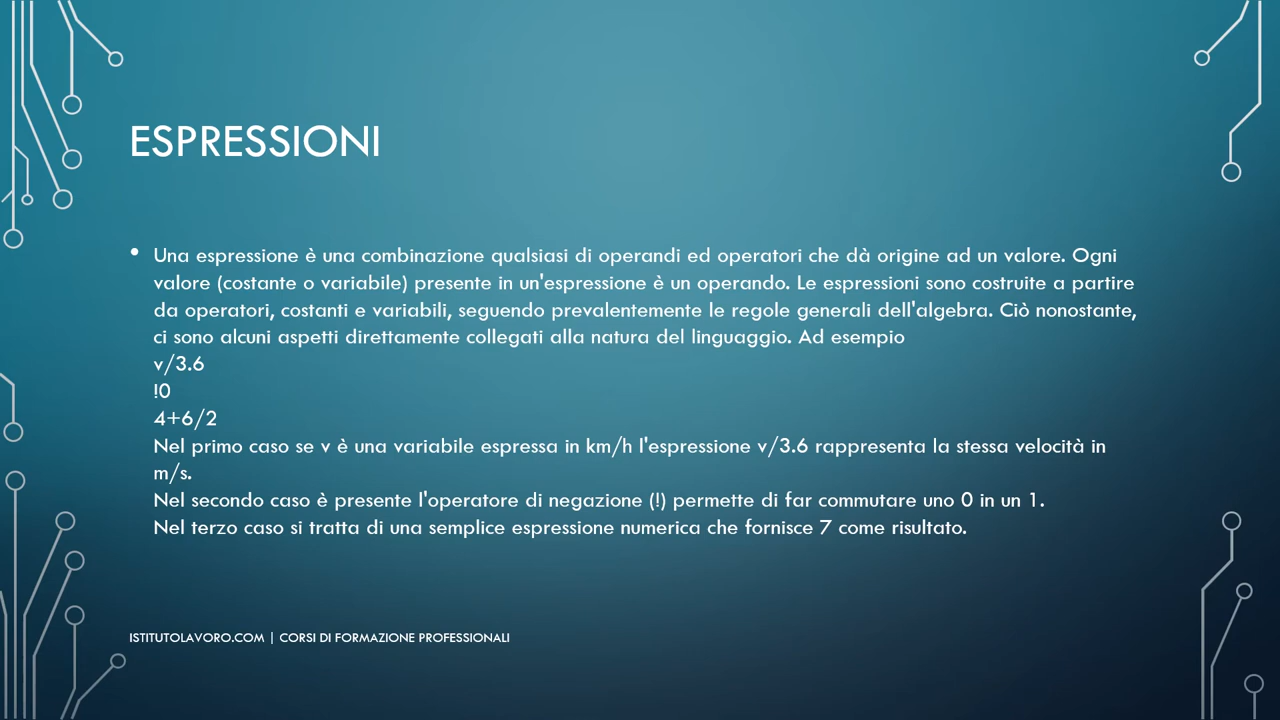 ESPRESSIONI
• Una espressione è una combinazione qualsiasi di operandi ed operatori che dà origine ad un valore. Ogni
valore (costante o variabile) presente in un'espressione è un operando. Le espressioni sono costruite a partire
da operatori, costanti e variabili, seguendo prevalentemente le regole generali dell'algebra. Ciò nonostante,
ci sono alcuni aspetti direttamente collegati alla natura del linguaggio. Ad esempio
v/3.6
!0
4+6/2
Nel primo caso se v è una variabile espressa in km/h l'espressione v/3.6 rappresenta la stessa velocità in
m/s.
Nel secondo caso è presente l'operatore di negazione (!) permette di far commutare uno 0 in un 1.
Nel terzo caso si tratta di una semplice espressione numerica che fornisce 7 come risultato.
ISTITUTOLAVORO.COM | CORSI DI FORMAZIONE PROFESSIONALI